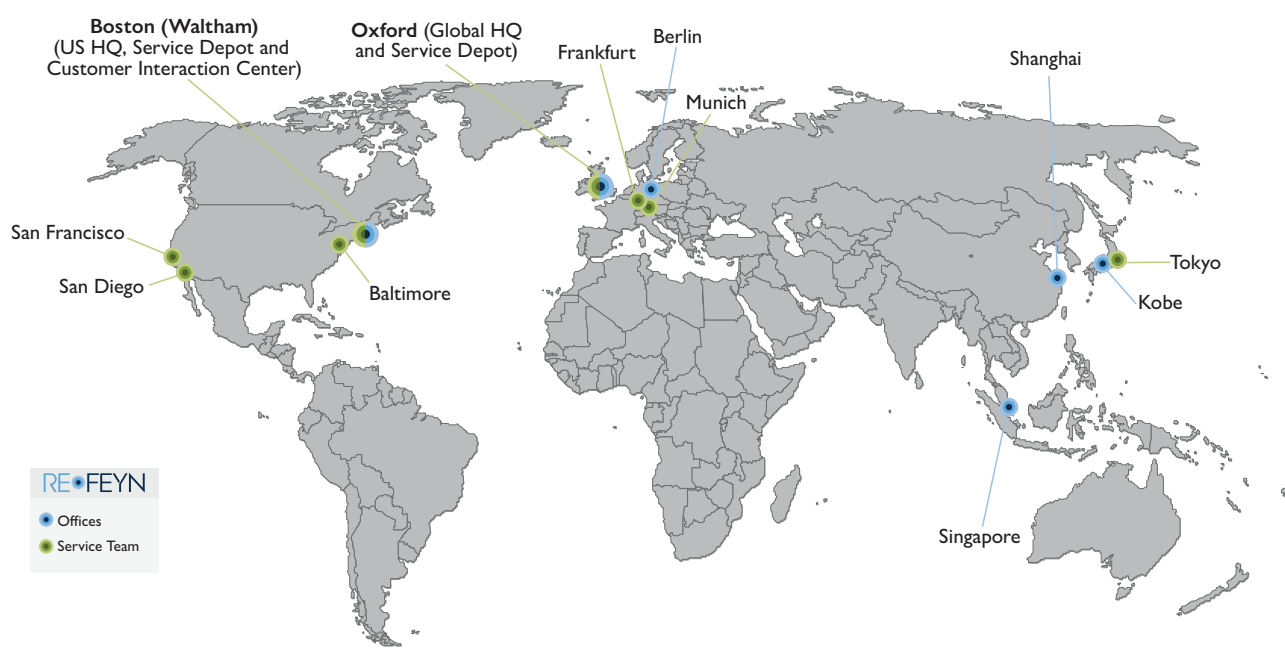 Boston (Waltham)
(US HQ, Service Depot and
Customer Interaction Center)
Oxford (Global HQ
and Service Depot)
Frankfurt
Berlin
Munich
Shanghai
San Francisco
San Diego
Baltimore
Tokyo
Kobe
Singapore
REFEYN
Offices
Service Team